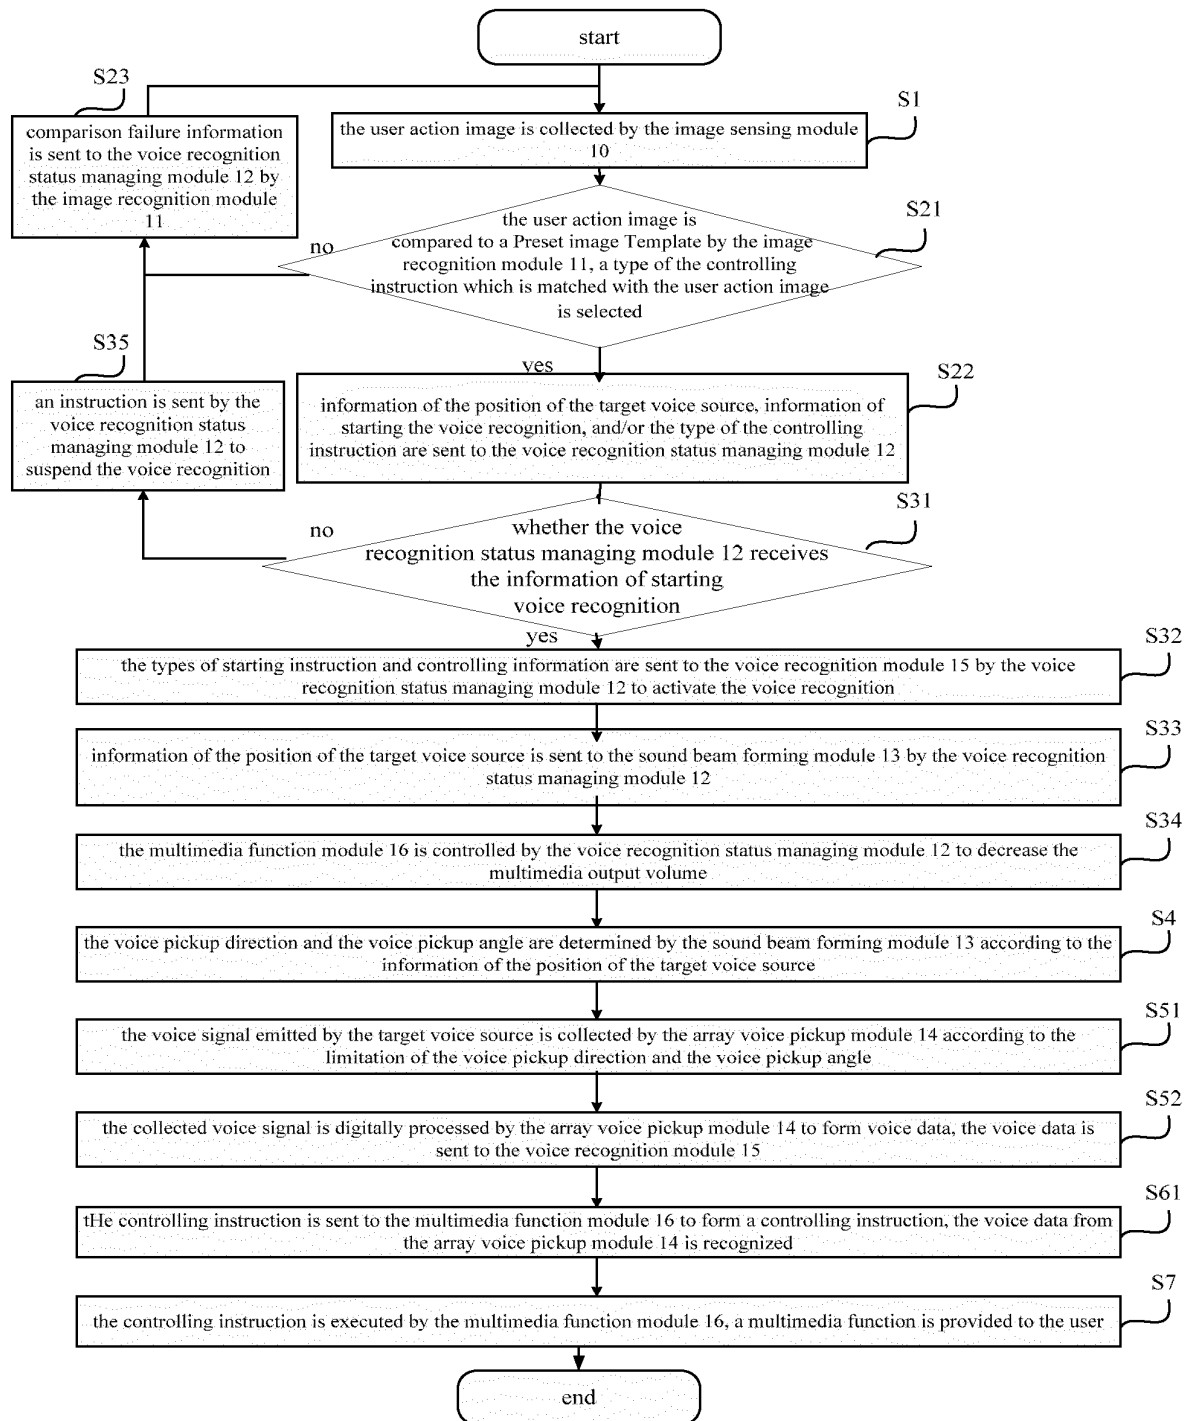 start
S23
S1
comparison failure information
is sent to the voice recognition
status managing module 12 by
the image recognition module
11
the user action image is collected by the image sensing module
10
S21
the user action image is
compared to a Preset image Template by the image
recognition module 11, a type of the controlling
instruction which is matched with the user action image
is selected
no
S35
yes
S22
an instruction is sent by the
voice recognition status
managing module 12 to
suspend the voice recognition
information of the position of the target voice source, information of
starting the voice recognition, and/or the type of the controlling
instruction are sent to the voice recognition status managing module 12
S31
no
whether the voice
recognition status managing module 12 receives
the information of starting
voice recognition
yes
S32
the types of starting instruction and controlling information are sent to the voice recognition module 15 by the voice
recognition status managing module 12 to activate the voice recognition
S33
information of the position of the target voice source is sent to the sound beam forming module 13 by the voice recognition
status managing module 12
S34
the multimedia function module 16 is controlled by the voice recognition status managing module 12 to decrease the
multimedia output volume
S4
the voice pickup direction and the voice pickup angle are determined by the sound beam forming module 13 according to the
information of the position of the target voice source
S51
the voice signal emitted by the target voice source is collected by the array voice pickup module 14 according to the
limitation of the voice pickup direction and the voice pickup angle
S52
the collected voice signal is digitally processed by the array voice pickup module 14 to form voice data, the voice data is
sent to the voice recognition module 15
S61
tHe controlling instruction is sent to the multimedia function module 16 to form a controlling instruction, the voice data from
the array voice pickup module 14 is recognized
S7
the controlling instruction is executed by the multimedia function module 16, a multimedia function is provided to the user
end